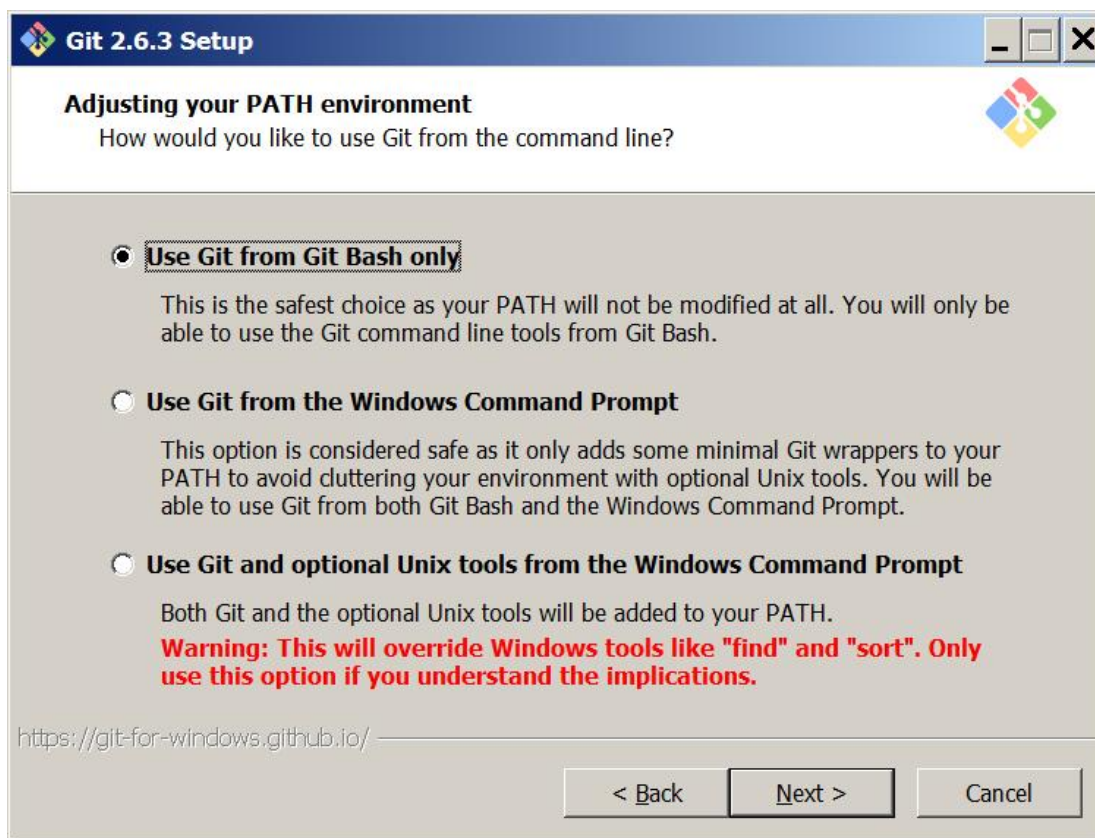 Git 2.6.3 Setup
Adjusting your PATH environment
How would you like to use Git from the command line?
Use Git from Git Bash only
This is the safest choice as your PATH will not be modified at all. You will only be
able to use the Git command line tools from Git Bash.
Use Git from the Windows Command Prompt
This option is considered safe as it only adds some minimal Git wrappers to your
PATH to avoid cluttering your environment with optional Unix tools. You will be
able to use Git from both Git Bash and the Windows Command Prompt.
Use Git and optional Unix tools from the Windows Command Prompt
Both Git and the optional Unix tools will be added to your PATH.
Warning: This will override Windows tools like "find" and "sort". Only
use this option if you understand the implications.
https://git-for-windows.github.io/
< Back Next > Cancel